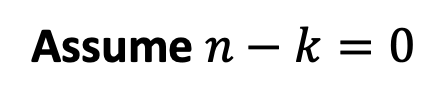 Assume n − k = 0